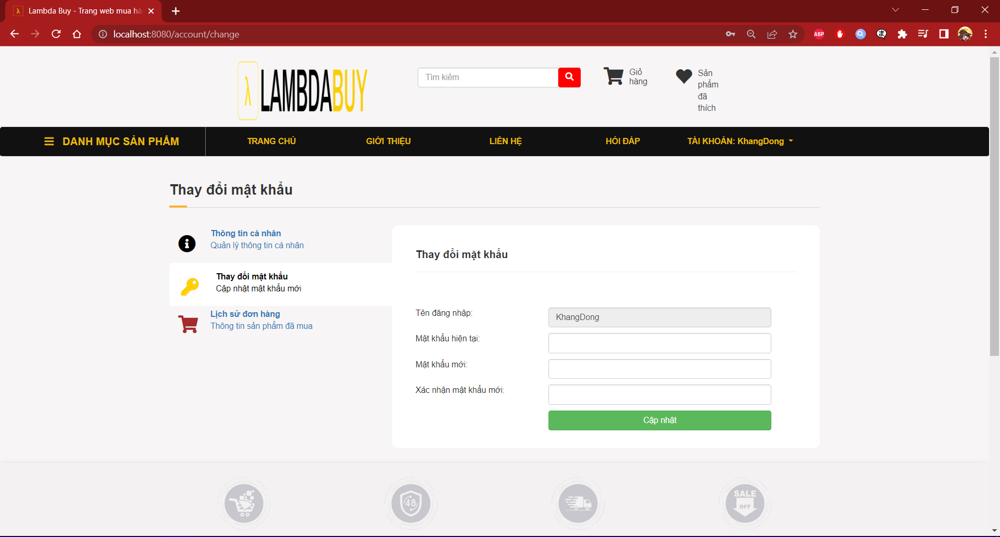 λ Lambda Buy - Trang web mua hà
localhost:8080/account/change
ABP
λ LAMBDABUY
Tìm kiếm
Giỏ
hàng
Sản
phẩm
đã
thích
DANH MỤC SẢN PHẨM
TRANG CHỦ
GIỚI THIỆU
LIÊN HỆ
HỎI ĐÁP
TÀI KHOẢN: KhangDong
Thay đổi mật khẩu
Thông tin cá nhân
Quản lý thông tin cá nhân
Thay đổi mật khẩu
Cập nhật mật khẩu mới
Lịch sử đơn hàng
Thông tin sản phẩm đã mua
Thay đổi mật khẩu
Tên đăng nhập:
KhangDong
Mật khẩu hiện tại:
Mật khẩu mới:
Xác nhận mật khẩu mới:
Cập nhật
48
SALE
OFF